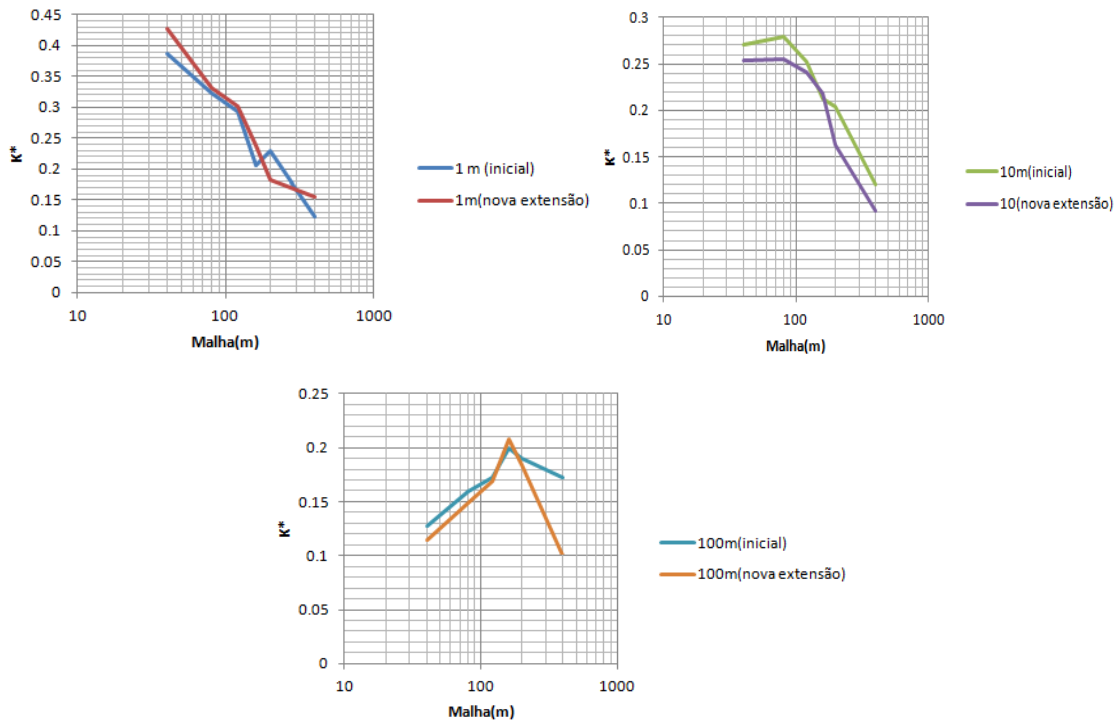 0.45
0.4
0.35
0.3
0.25
0.2
0.15
0.1
0.05
0
K*
10
100
1000
Malha(m)
1 m (inicial)
1m(nova extensão)
0.3
0.25
0.2
0.15
0.1
0.05
0
K*
10
100
1000
Malha(m)
10m(inicial)
10(nova extensão)
0.25
0.2
0.15
0.1
0.05
0
K*
10
100
1000
Malha(m)
100m(inicial)
100m(nova extensão)